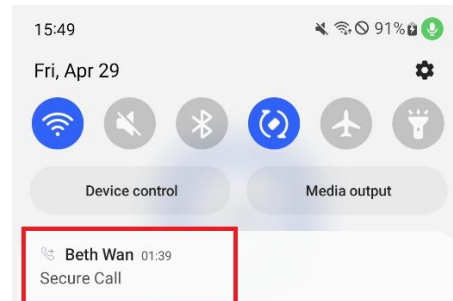 15:49 91%
Fri, Apr 29
Device control Media output
Beth Wan 01:39
Secure Call